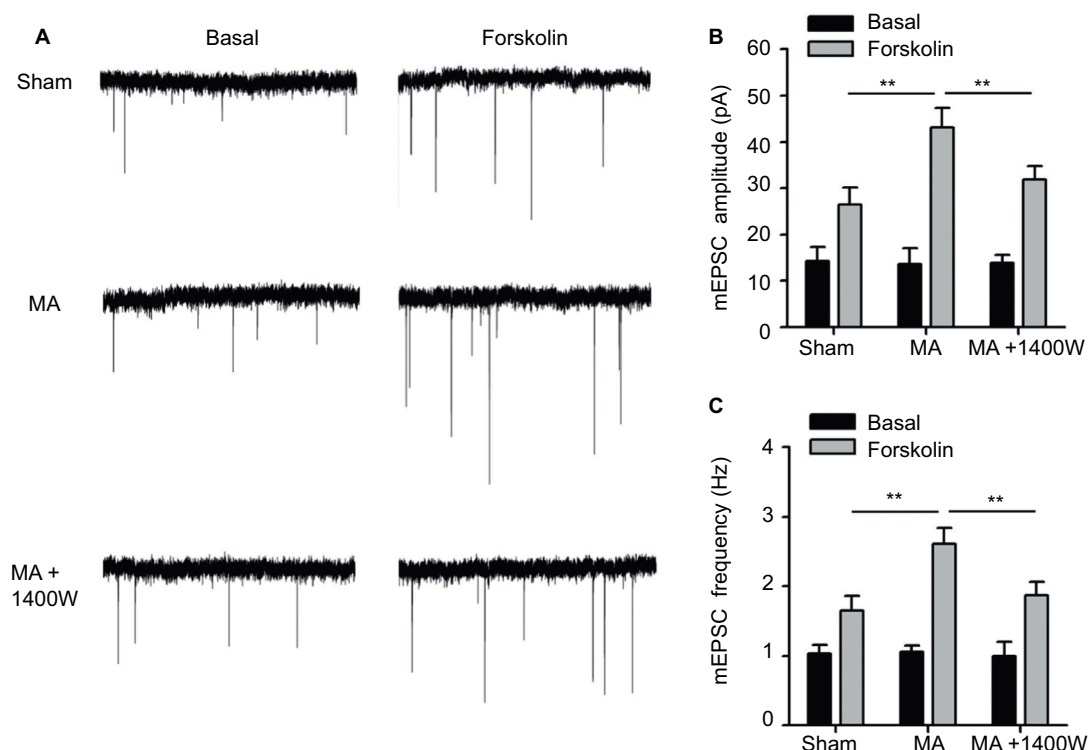 A
Basal
Forskolin
Sham
MA
MA +
1400W
B
Basal
Forskolin
60
50
40
30
20
10
0
mEPSC amplitude (pA)
**
**
Sham
MA
MA +1400W
C
Basal
Forskolin
4
3
2
1
0
mEPSC frequency (Hz)
**
**
Sham
MA
MA +1400W